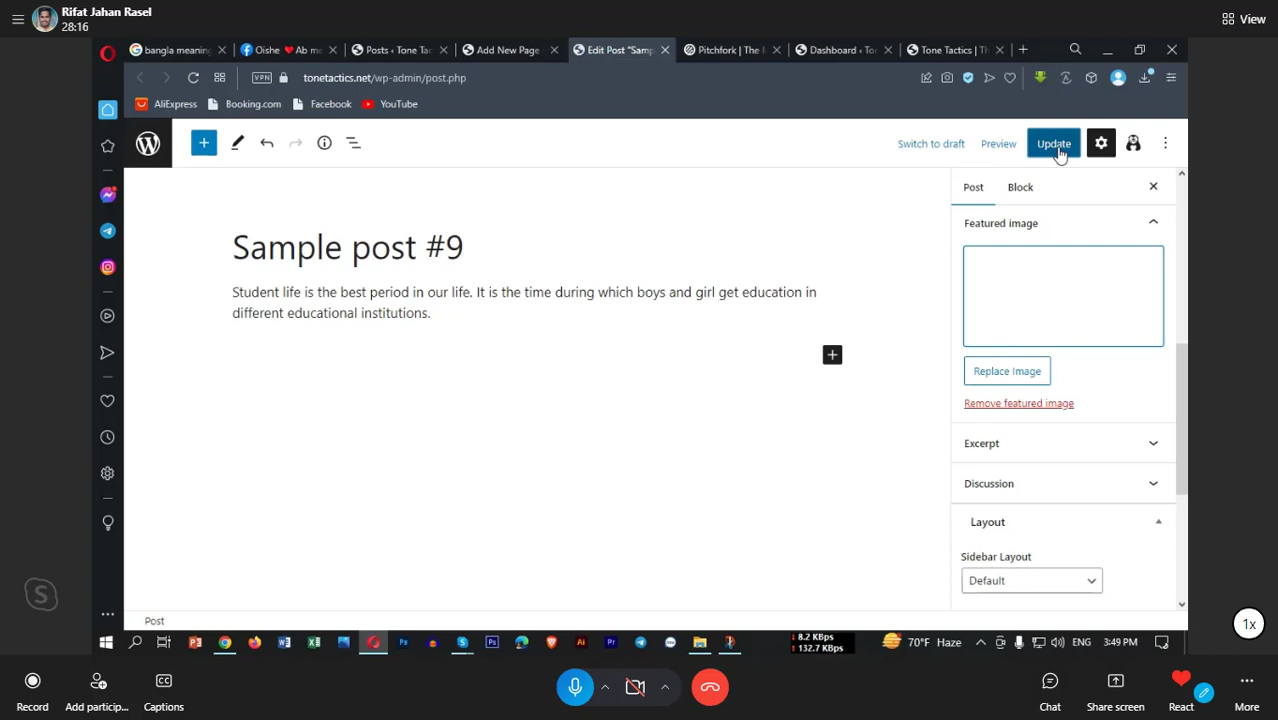 Rifat Jahan Rasel
28:16
View
bangla meaning
Oishe ❤ Ab me
Posts ‹ Tone Tac
Add New Page
Edit Post “Samp
Pitchfork | The M
Dashboard ‹ To
Tone Tactics | Th
VPN
tonetactics.net/wp-admin/post.php
AliExpress
Booking.com
Facebook
YouTube
Switch to draft
Preview
Update
Post
Block
Featured image
Sample post #9
Student life is the best period in our life. It is the time during which boys and girl get education in
different educational institutions.
Replace Image
Remove featured image
Excerpt
Discussion
Layout
Sidebar Layout
Default
Post
8.2 KBps
132.7 KBps
70°F Haze
ENG
3:49 PM
1x
Record
Add particip...
Captions
Chat
Share screen
React
More